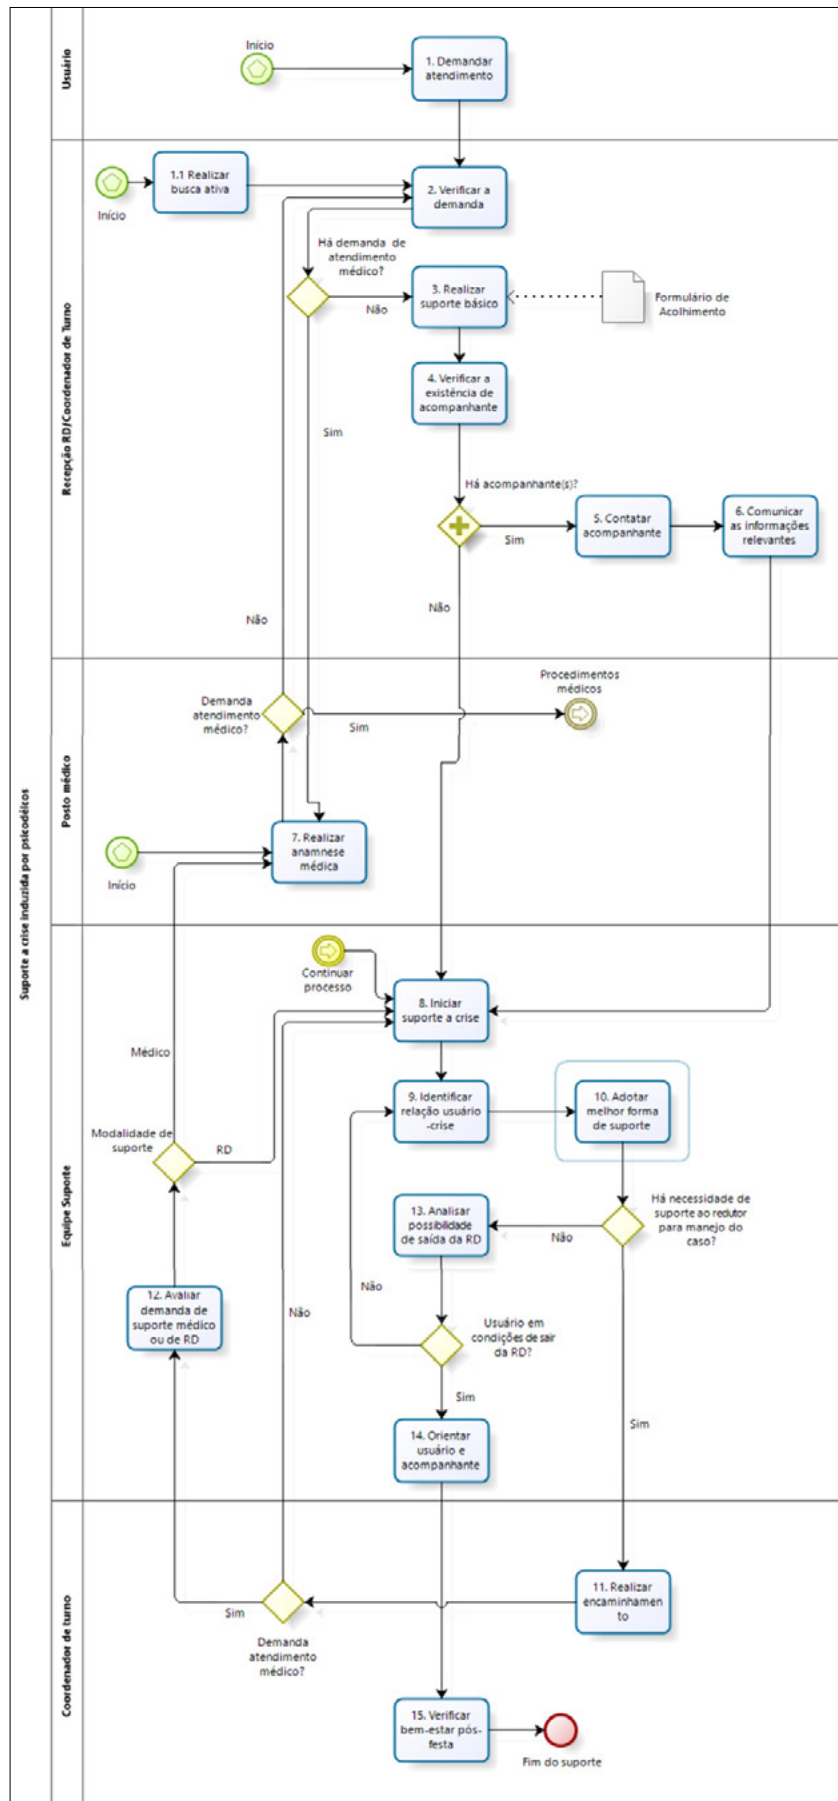 Suporte a crise induzida por psicodélicos
Usuário
Início
1. Demandar
atendimento
Recepção RD/Coordenador de Turno
Início
1.1 Realizar
busca ativa
2. Verificar a
demanda
Há demanda de
atendimento
médico?
Não
3. Realizar
suporte básico
Formulário de
Acolhimento
4. Verificar a
existência de
acompanhante
Sim
Há acompanhante(s)?
Sim
5. Contatar
acompanhante
6. Comunicar
as informações
relevantes
Não
Não
Posto médico
Demanda
atendimento
médico?
Sim
Procedimentos
médicos
Início
7. Realizar
anamnese
médica
Equipe Suporte
Continuar
processo
8. Iniciar
suporte a crise
Médico
Modalidade de
suporte
RD
9. Identificar
relação usuário
-crise
10. Adotar
melhor forma
de suporte
Há necessidade de
suporte ao redutor
para manejo do
caso?
Não
13. Analisar
possibilidade
de saída da RD
Não
12. Avaliar
demanda de
suporte médico
ou de RD
Não
Usuário em
condições de sair
da RD?
Sim
Sim
14. Orientar
usuário e
acompanhante
Coordenador de turno
11. Realizar
encaminhamen
to
Sim
Demanda
atendimento
médico?
15. Verificar
bem-estar pós-
festa
Fim do suporte